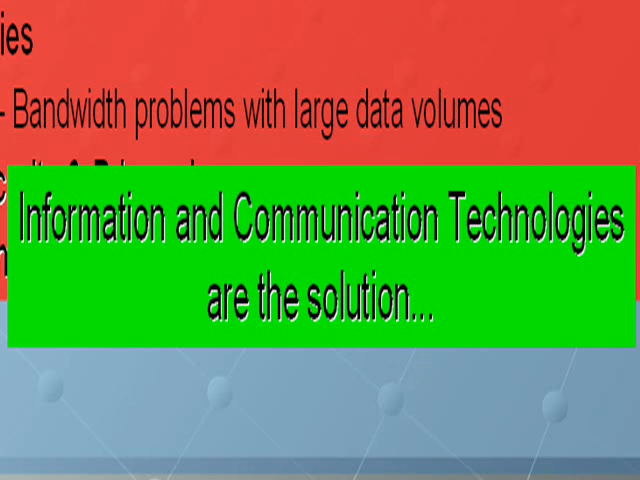 ies
- Bandwidth problems with large data volumes
Information and Communication Technologies
are the solution...